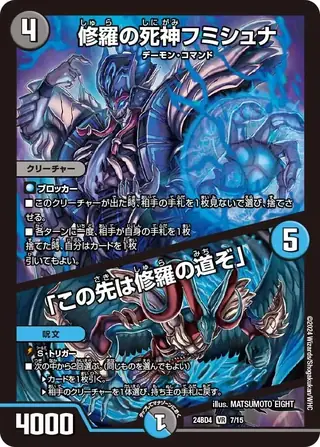 4
しゅら しにがみ
修羅の死神フミシュナ
デーモン・コマンド
クリーチャー
ブロッカー
■このクリーチャーが出た時、相手の手札を1枚見ないで選び、捨てさ
せる。
■各ターンに一度、相手が自身の手札を1枚
捨てた時、自分はカードを1枚
引いてもよい。
5
さき しゅら みち
「この先は修羅の道ぞ」
呪文
S・トリガー
■次の中から2回選ぶ。(同じものを選んでもよい)
▶カードを1枚引く。
▶相手のクリーチャーを1体選び、持ち主の手札に戻す。
illus. MATSUMOTO EIGHT
4000
24BD4 VR 7/15
©2024 Wizards/Shogakukan/WHC